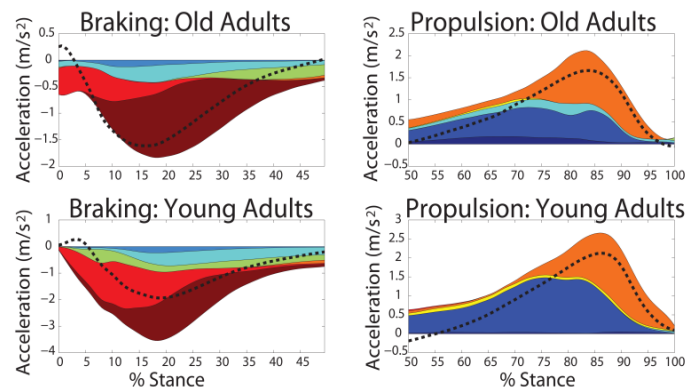 Braking: Old Adults
Acceleration (m/s²)
0.5
0
−0.5
−1
−1.5
−2
0 5 10 15 20 25 30 35 40 45
Propulsion: Old Adults
Acceleration (m/s²)
2.5
2
1.5
1
0.5
0
−0.5
50 55 60 65 70 75 80 85 90 95 100
Braking: Young Adults
Acceleration (m/s²)
1
0
−1
−2
−3
−4
0 5 10 15 20 25 30 35 40 45
% Stance
Propulsion: Young Adults
Acceleration (m/s²)
3
2.5
2
1.5
1
0.5
0
−0.5
50 55 60 65 70 75 80 85 90 95 100
% Stance